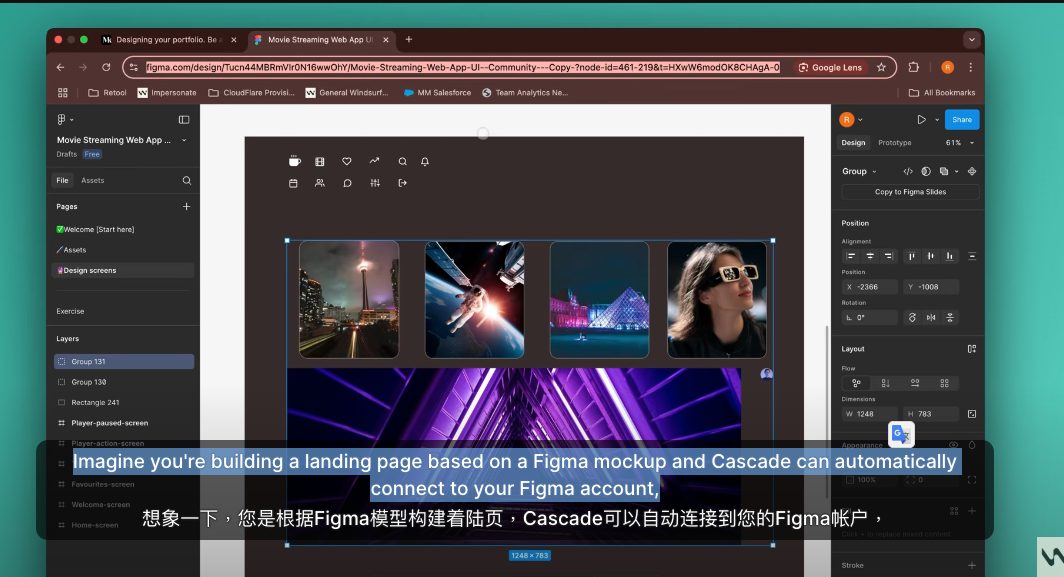 Designing your portfolio. Be
Movie Streaming Web App UI
figma.com/design/Tucn44MBRmVIr0N16wwOhY/Movie-Streaming-Web-App-UI--Community---Copy-?node-id=461-219&t=HXwW6modOK8CHAgA-0
Google Lens
R
Retool
Impersonate
CloudFlare Provisi...
General Windsurf...
MM Salesforce
Team Analytics Ne...
All Bookmarks
Movie Streaming Web App ...
Drafts Free
File Assets
Pages
✅Welcome [Start here]
Assets
Design screens
Exercise
Layers
Group 131
Group 130
Rectangle 241
Player-paused-screen
Player-action-screen
Favourites-screen
Welcome-screen
Home-screen
R
Share
Design Prototype 61%
Group
Copy to Figma Slides
Position
Alignment
Position
X -2366 Y -1008
Rotation
0°
Layout
Flow
Dimensions
W 1248 H 783
Appearance
100% 0
Stroke
Imagine you're building a landing page based on a Figma mockup and Cascade can automatically
connect to your Figma account,
想象一下，您是根据Figma模型构建着陆页，Cascade可以自动连接到您的Figma帐户，
1248 × 783